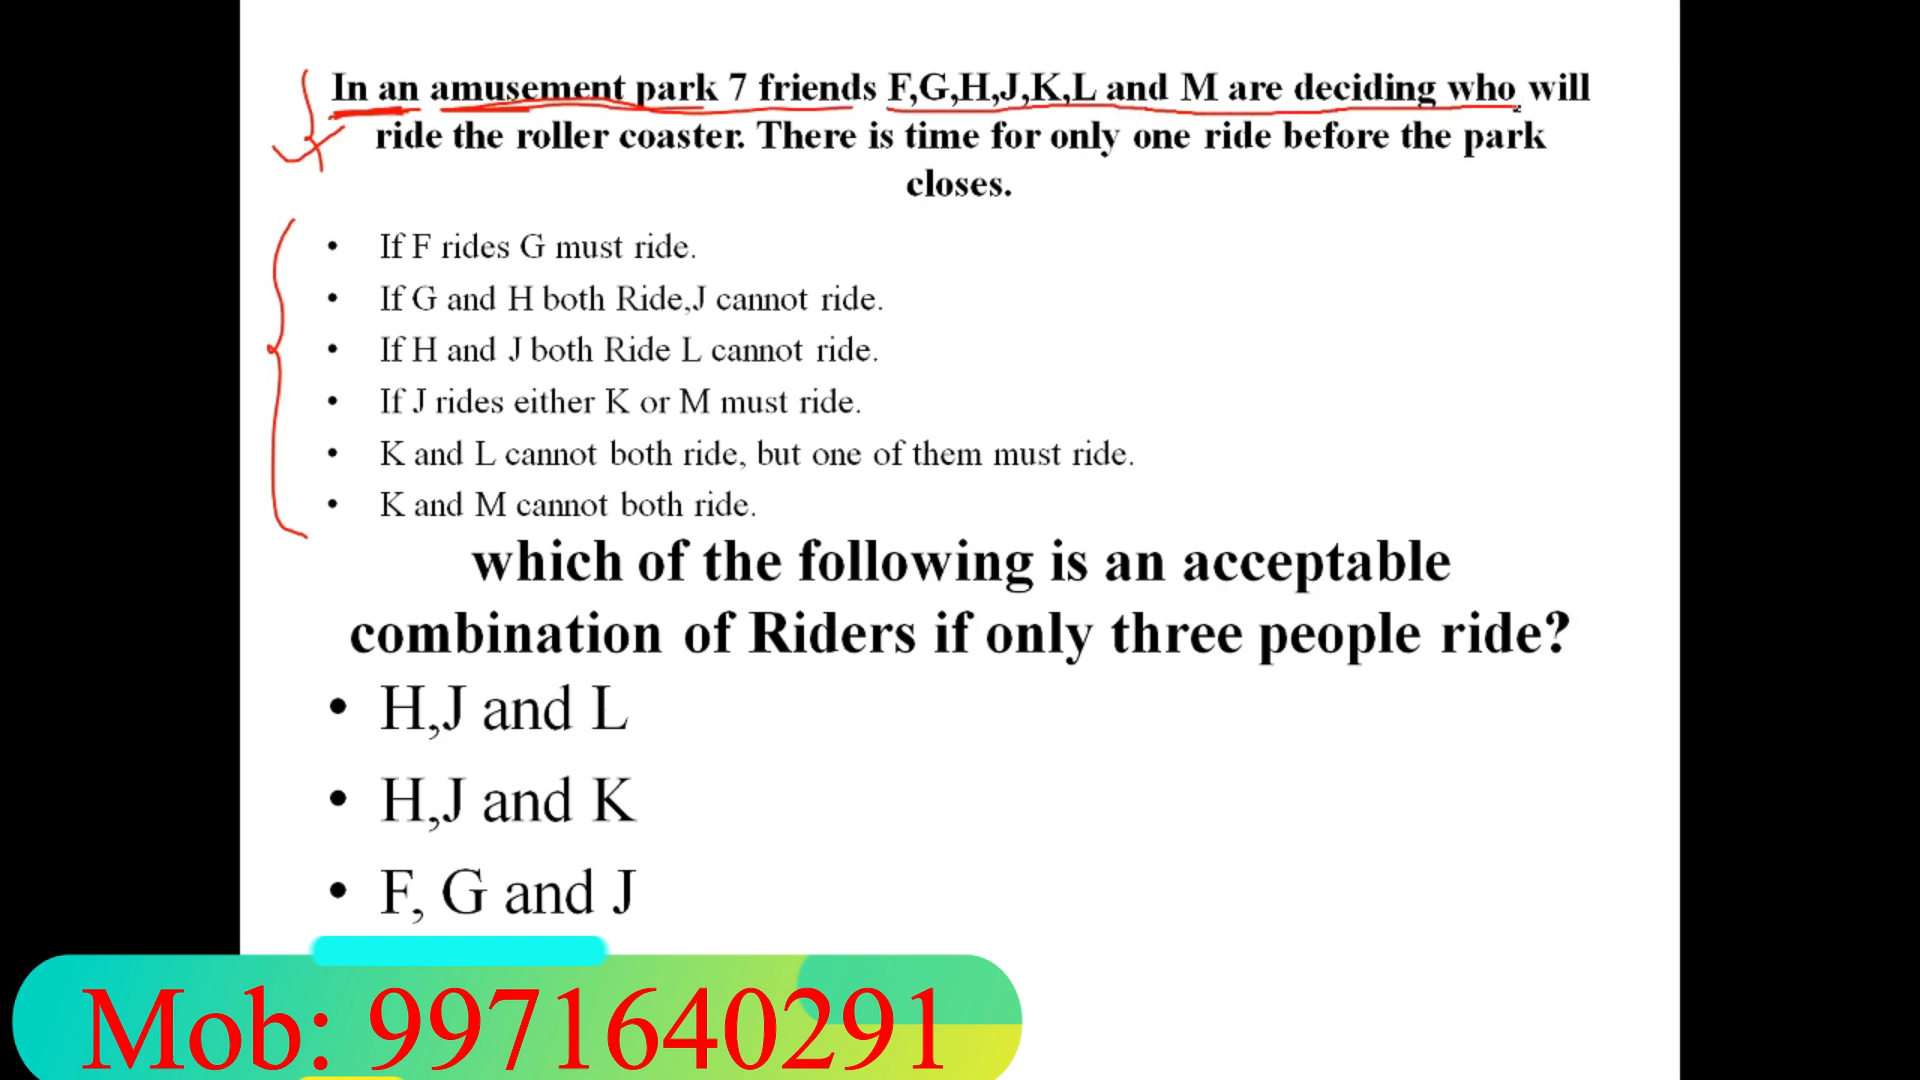 In an amusement park 7 friends F,G,H,J,K,L and M are deciding who will
ride the roller coaster. There is time for only one ride before the park
closes.
• If F rides G must ride.
• If G and H both Ride,J cannot ride.
• If H and J both Ride L cannot ride.
• If J rides either K or M must ride.
• K and L cannot both ride, but one of them must ride.
• K and M cannot both ride.
which of the following is an acceptable
combination of Riders if only three people ride?
• H,J and L
• H,J and K
• F, G and J
Mob: 9971640291